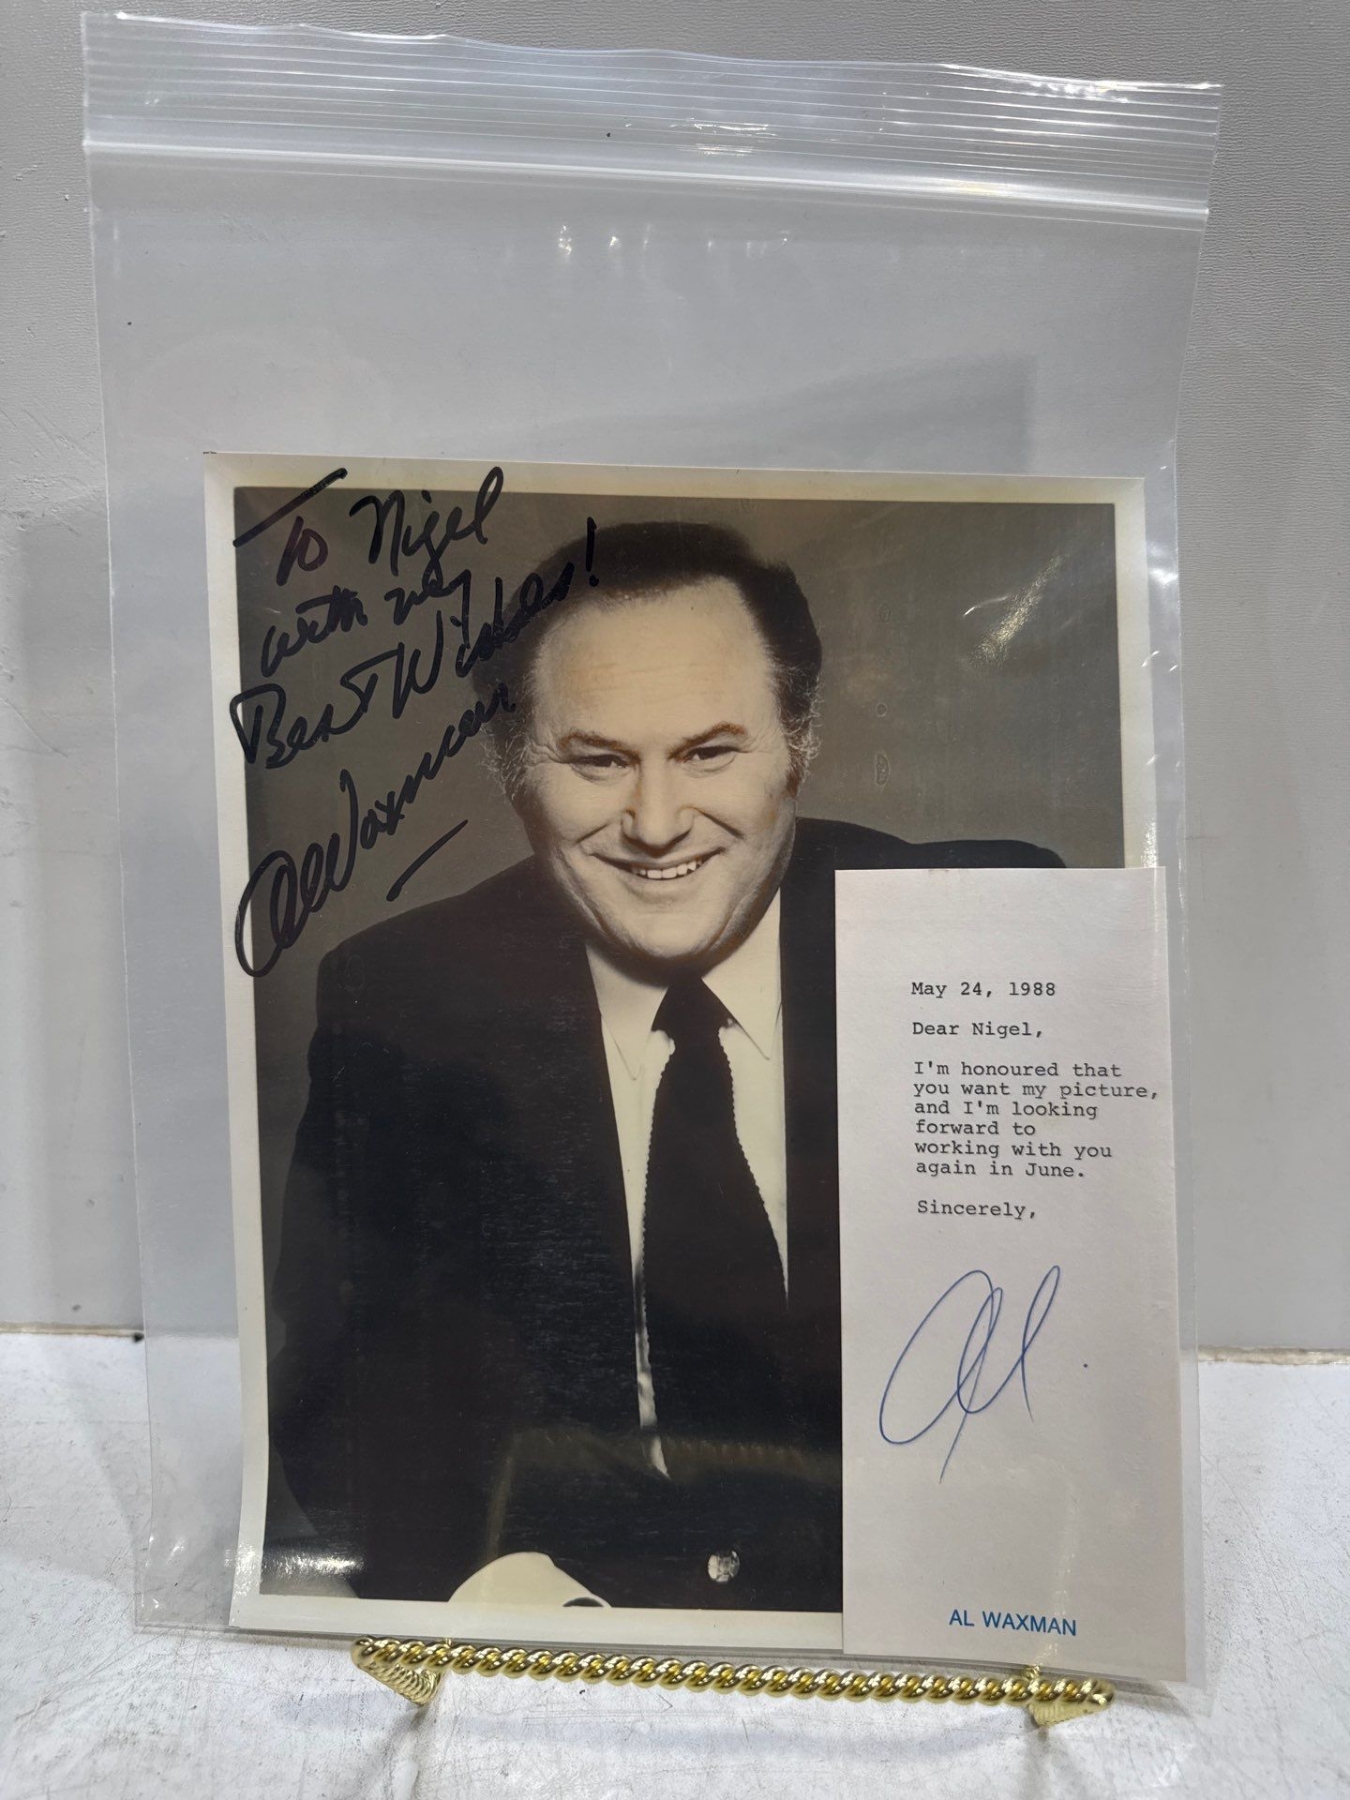 To Nigel
with my
Best Wishes!
Al Waxman
May 24, 1988
Dear Nigel,
I'm honoured that
you want my picture,
and I'm looking
forward to
working with you
again in June.
Sincerely,
Al.
AL WAXMAN